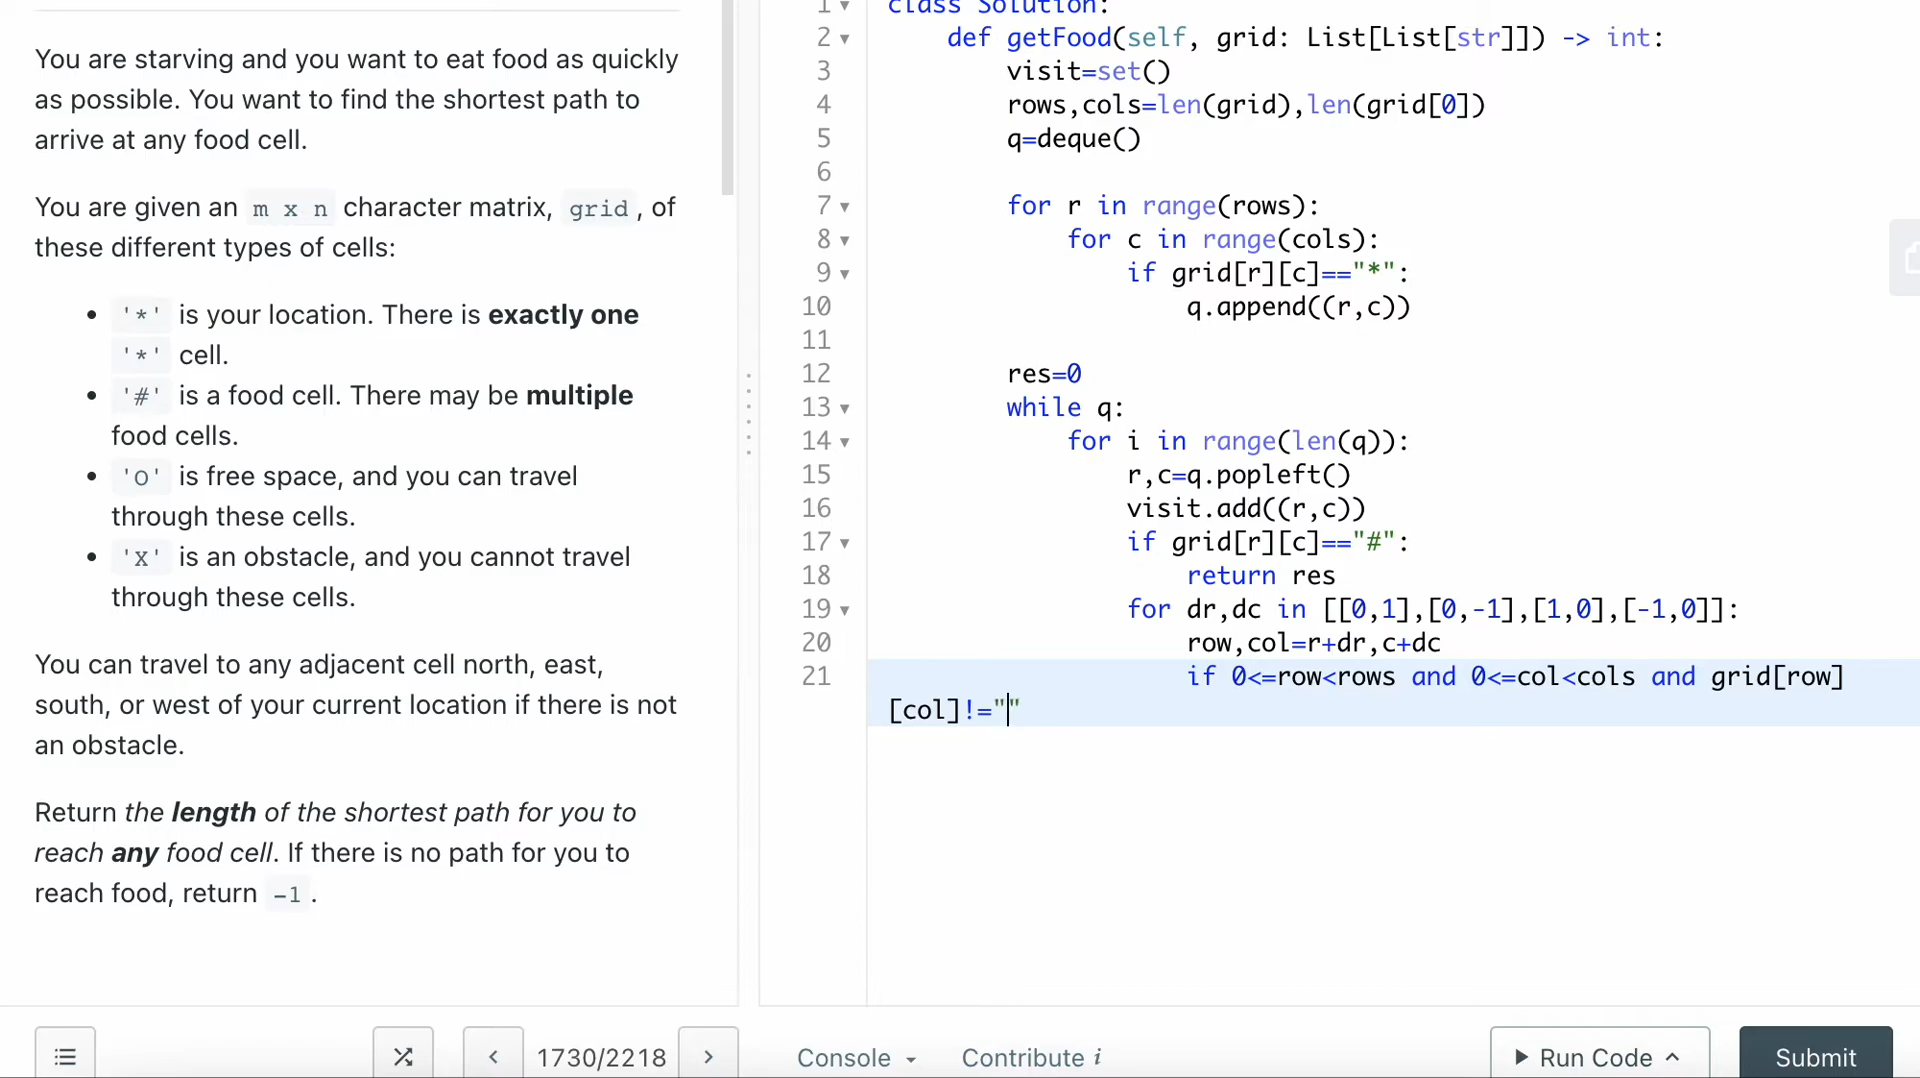 You are starving and you want to eat food as quickly
as possible. You want to find the shortest path to
arrive at any food cell.
You are given an m x n character matrix, grid , of
these different types of cells:
• '*' is your location. There is exactly one
'*' cell.
• '#' is a food cell. There may be multiple
food cells.
• 'O' is free space, and you can travel
through these cells.
• 'X' is an obstacle, and you cannot travel
through these cells.
You can travel to any adjacent cell north, east,
south, or west of your current location if there is not
an obstacle.
Return the length of the shortest path for you to
reach any food cell. If there is no path for you to
reach food, return -1 .
1730/2218
1 class Solution:
2 def getFood(self, grid: List[List[str]]) -> int:
3 visit=set()
4 rows,cols=len(grid),len(grid[0])
5 q=deque()
6
7 for r in range(rows):
8 for c in range(cols):
9 if grid[r][c]=="*":
10 q.append((r,c))
11
12 res=0
13 while q:
14 for i in range(len(q)):
15 r,c=q.popleft()
16 visit.add((r,c))
17 if grid[r][c]=="#":
18 return res
19 for dr,dc in [[0,1],[0,-1],[1,0],[-1,0]]:
20 row,col=r+dr,c+dc
21 if 0<=row<rows and 0<=col<cols and grid[row]
[col]!=""
Console Contribute i
Run Code Submit